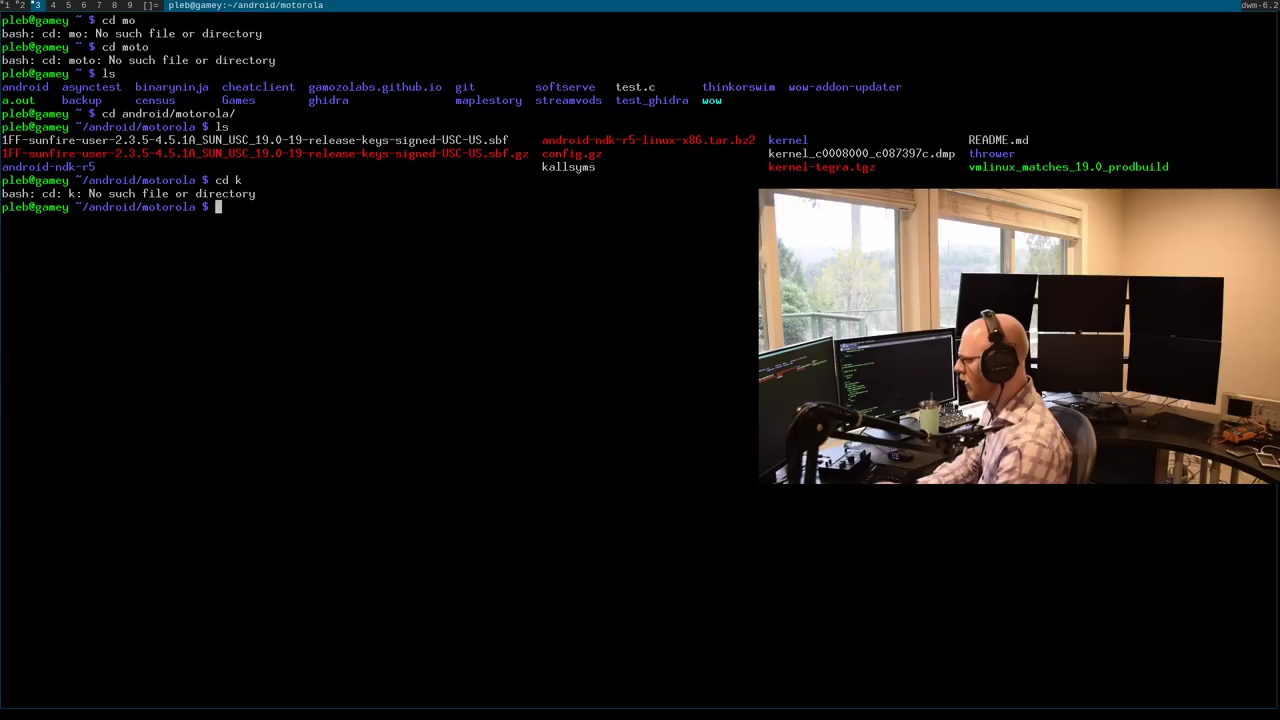 1 2 3 4 5 6 7 8 9 []= pleb@gamey:~/android/motorola dwm-6.2
pleb@gamey ~ $ cd mo
bash: cd: mo: No such file or directory
pleb@gamey ~ $ cd moto
bash: cd: moto: No such file or directory
pleb@gamey ~ $ ls
android asynctest binaryninja cheatclient gamozolabs.github.io git softserve test.c thinkorswim wow-addon-updater
a.out backup census Games ghidra maplestory streamvods test_ghidra wow
pleb@gamey ~ $ cd android/motorola/
pleb@gamey ~/android/motorola $ ls
1FF-sunfire-user-2.3.5-4.5.1A_SUN_USC_19.0-19-release-keys-signed-USC-US.sbf android-ndk-r5-linux-x86.tar.bz2 kernel README.md
1FF-sunfire-user-2.3.5-4.5.1A_SUN_USC_19.0-19-release-keys-signed-USC-US.sbf.gz config.gz kernel_c0008000_c087397c.dmp thrower
android-ndk-r5 kallsyms kernel-tegra.tgz vmlinux_matches_19.0_prodbuild
pleb@gamey ~/android/motorola $ cd k
bash: cd: k: No such file or directory
pleb@gamey ~/android/motorola $